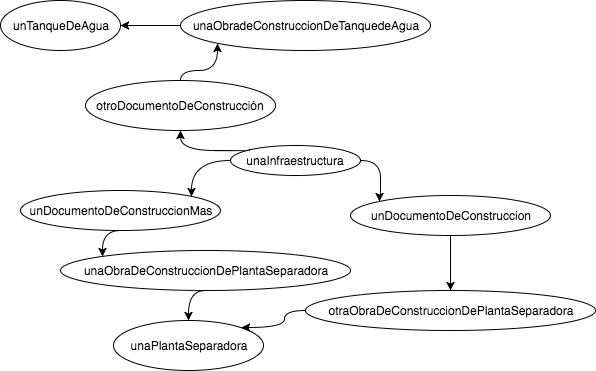 unTanqueDeAgua
unaObradeConstruccionDeTanquedeAgua
otroDocumentoDeConstrucción
unaInfraestructura
unDocumentoDeConstruccionMas
unDocumentoDeConstruccion
unaObraDeConstruccionDePlantaSeparadora
otraObraDeConstruccionDePlantaSeparadora
unaPlantaSeparadora